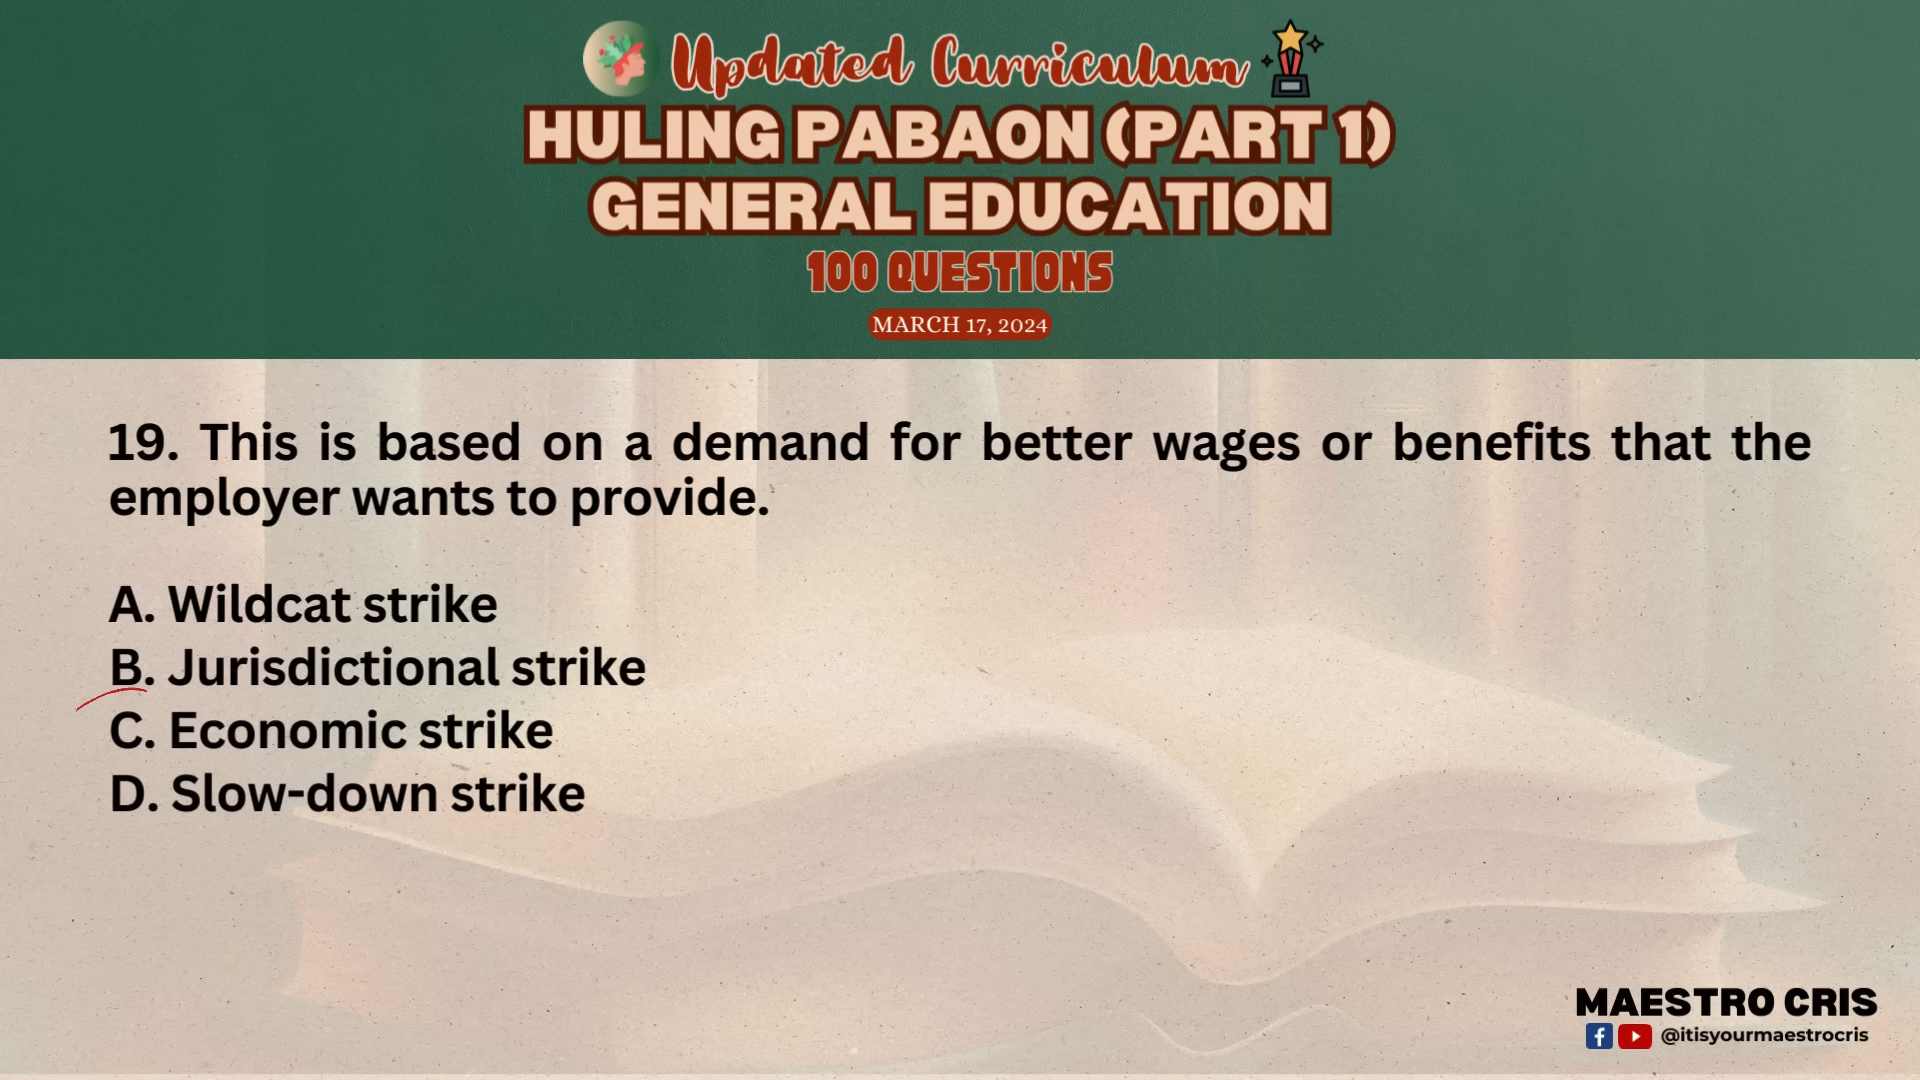 Updated Curriculum
HULING PABAON (PART 1)
GENERAL EDUCATION
100 QUESTIONS
MARCH 17, 2024
19. This is based on a demand for better wages or benefits that the
employer wants to provide.
A. Wildcat strike
B. Jurisdictional strike
C. Economic strike
D. Slow-down strike
MAESTRO CRIS
@itisyourmaestrocris